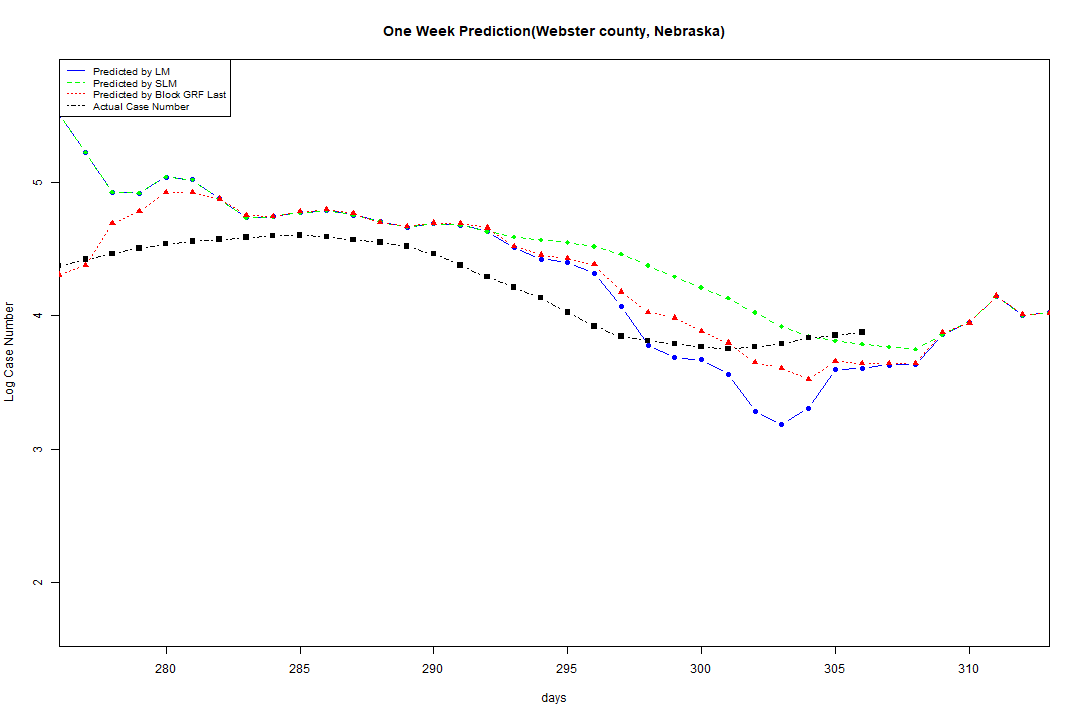 One Week Prediction(Webster county, Nebraska)
Predicted by LM
Predicted by SLM
Predicted by Block GRF Last
Actual Case Number
Log Case Number
5
4
3
2
280 285 290 295 300 305 310
days